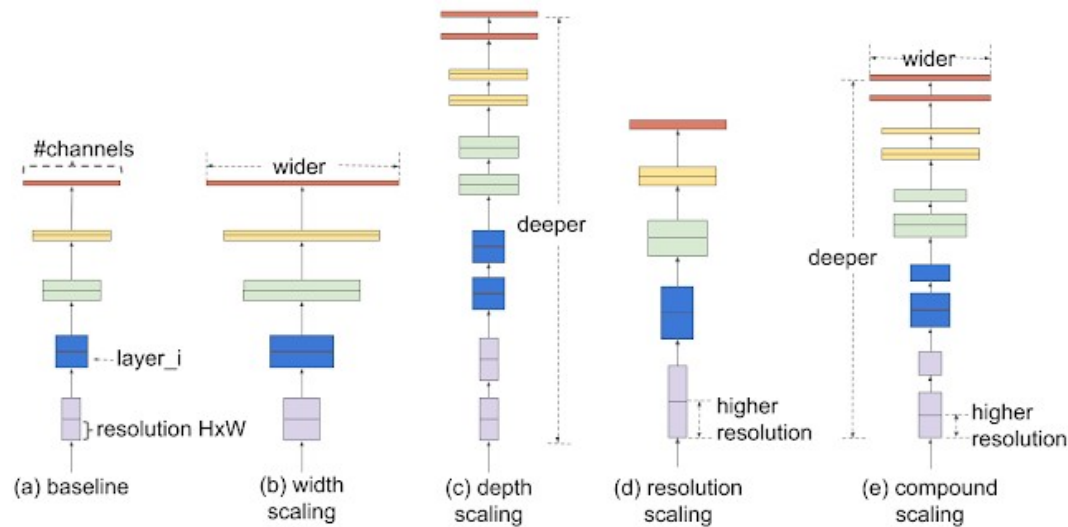 #channels
layer_i
resolution HxW
(a) baseline
wider
(b) width
scaling
deeper
(c) depth
scaling
higher
resolution
(d) resolution
scaling
wider
deeper
higher
resolution
(e) compound
scaling